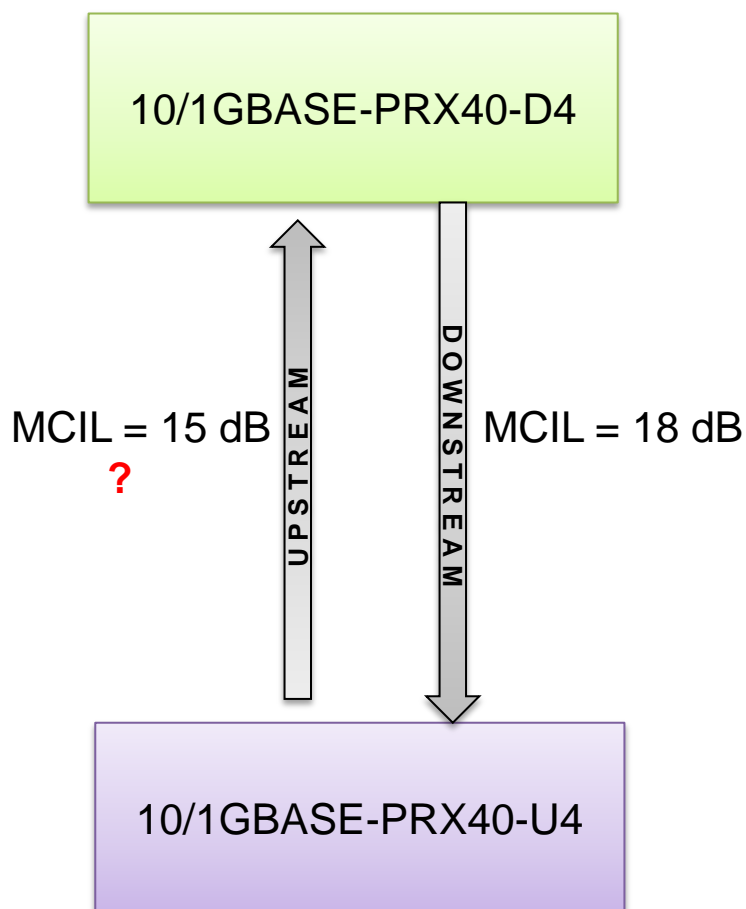 10/1GBASE-PRX40-D4
MCIL = 15 dB
?
UPSTREAM
DOWNSTREAM
MCIL = 18 dB
10/1GBASE-PRX40-U4